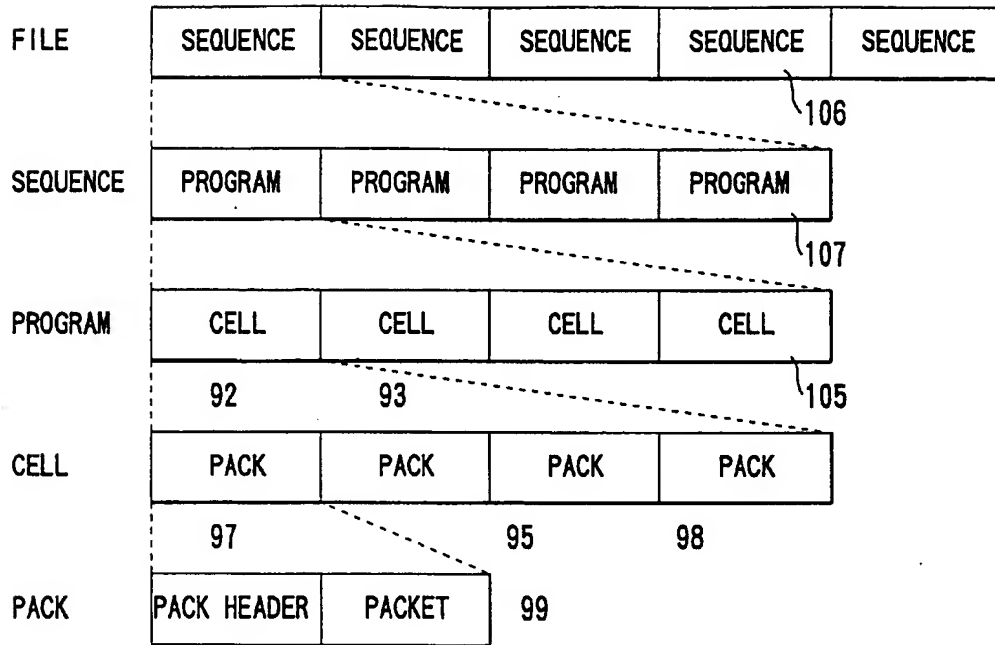 FILE SEQUENCE SEQUENCE SEQUENCE SEQUENCE SEQUENCE
106
SEQUENCE PROGRAM PROGRAM PROGRAM PROGRAM
107
PROGRAM CELL CELL CELL CELL
92 93 105
CELL PACK PACK PACK PACK
97 95 98
PACK PACK HEADER PACKET 99